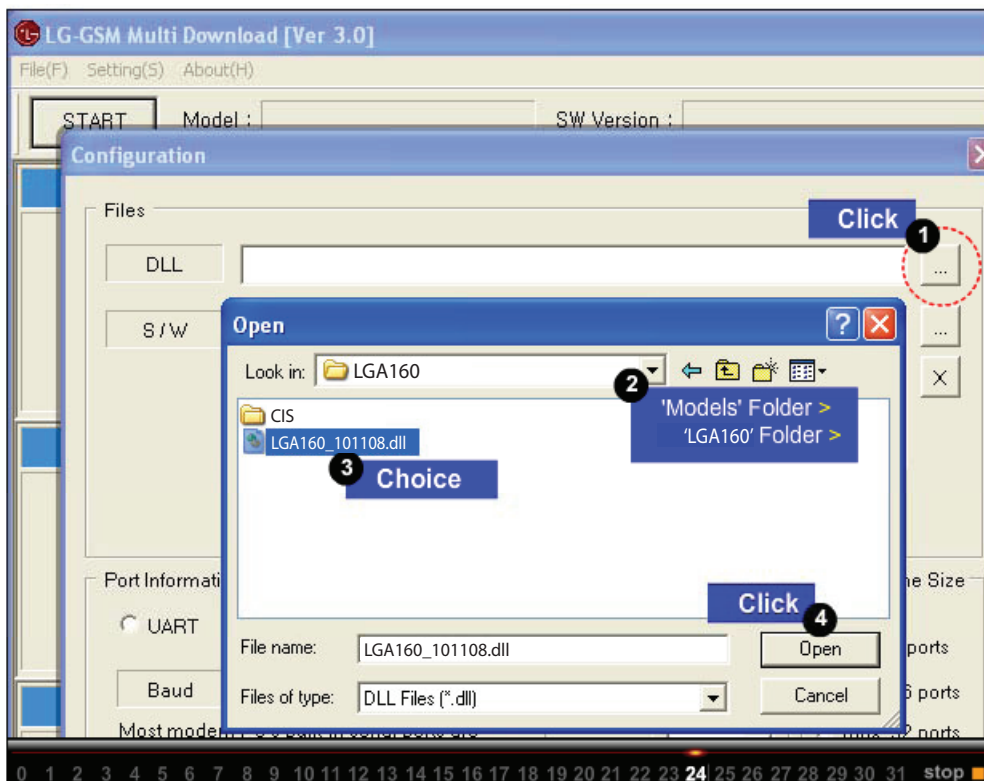 LG-GSM Multi Download [Ver 3.0]
File(F) Setting(S) About(H)
START Model : SW Version :
Configuration
Files
Click
1
DLL ...
S/W ...
X
Open
Look in: LGA160
2
'Models' Folder >
‘LGA160’ Folder >
CIS
LGA160_101108.dll
3
Choice
Port Informati
Size
UART
Click
4
File name: LGA160_101108.dll Open
ports
Baud
Files of type: DLL Files (*.dll) Cancel
6 ports
Most moder
ports
0 1 2 3 4 5 6 7 8 9 10 11 12 13 14 15 16 17 18 19 20 21 22 23 24 25 26 27 28 29 30 31 stop